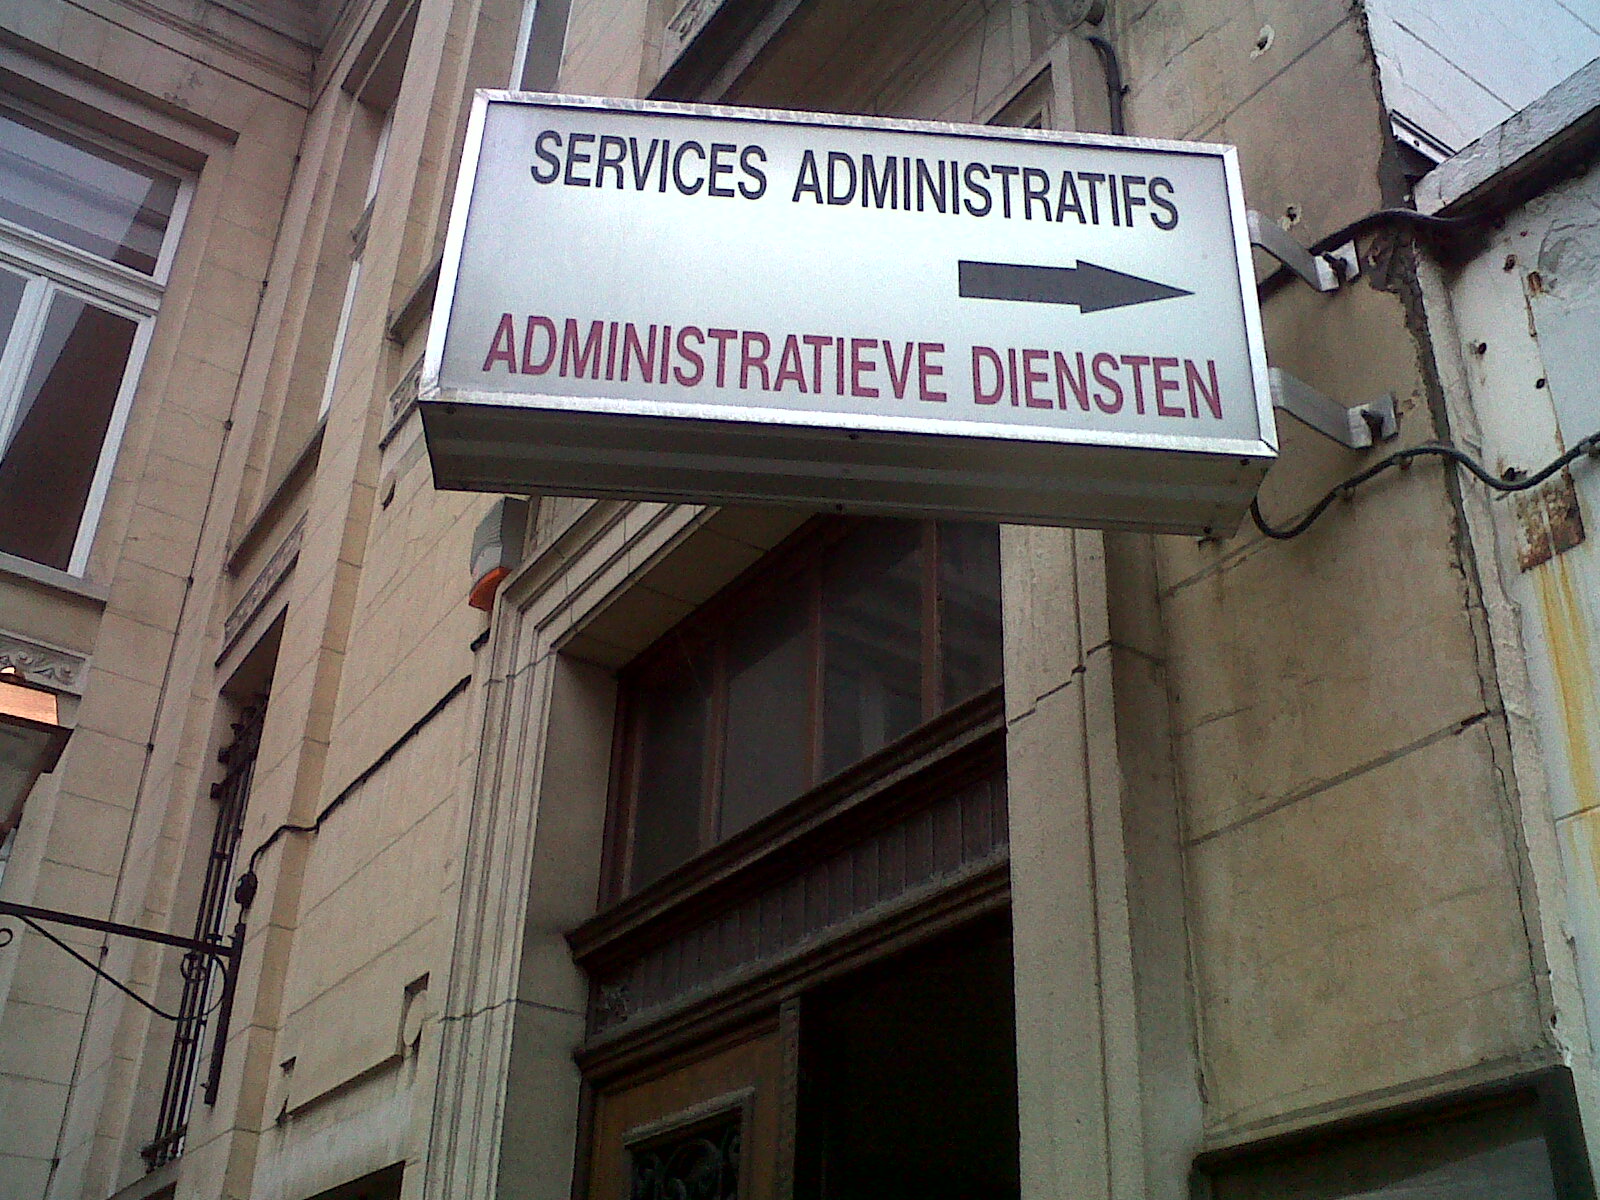 SERVICES ADMINISTRATIFS
ADMINISTRATIEVE DIENSTEN